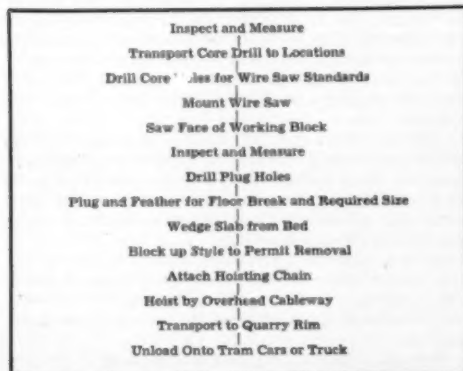 Inspect and Measure
Transport Core Drill to Locations
Drill Core for Wire Saw Standards
Mount Wire Saw
Saw Face of Working Block
Inspect and Measure
Drill Plug Holes
Plug and Feather for Floor Break and Required Size
Wedge Slab from Bed
Block up Style to Permit Removal
Attach Hoisting Chain
Hoist by Overhead Cableway
Transport to Quarry Rim
Unload Onto Tram Cars or Truck